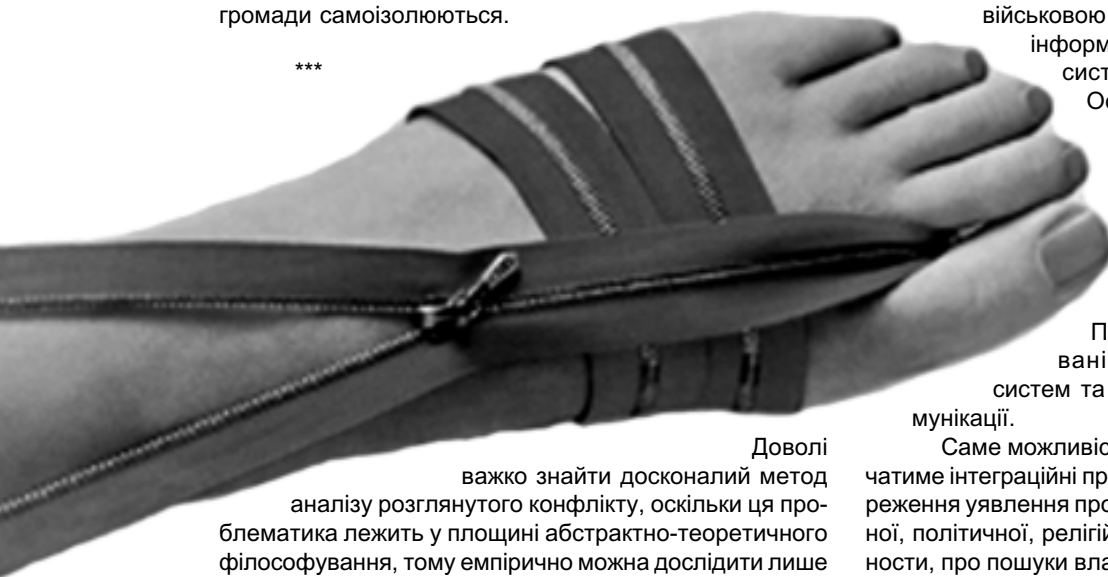 громади самоізолюються.
***
Доволі
важко знайти досконалий метод
аналізу розглянутого конфлікту, оскільки ця про-
блематика лежить у площині абстрактно-теоретичного
філософування, тому емпірично можна дослідити лише
військовою
інформ
сист
Ос
П
вані
систем та
мунікації.
Саме можливіс
чатиме інтеграційні пр
реження уявлення про
ної, політичної, релігій
ности, про пошуки вла